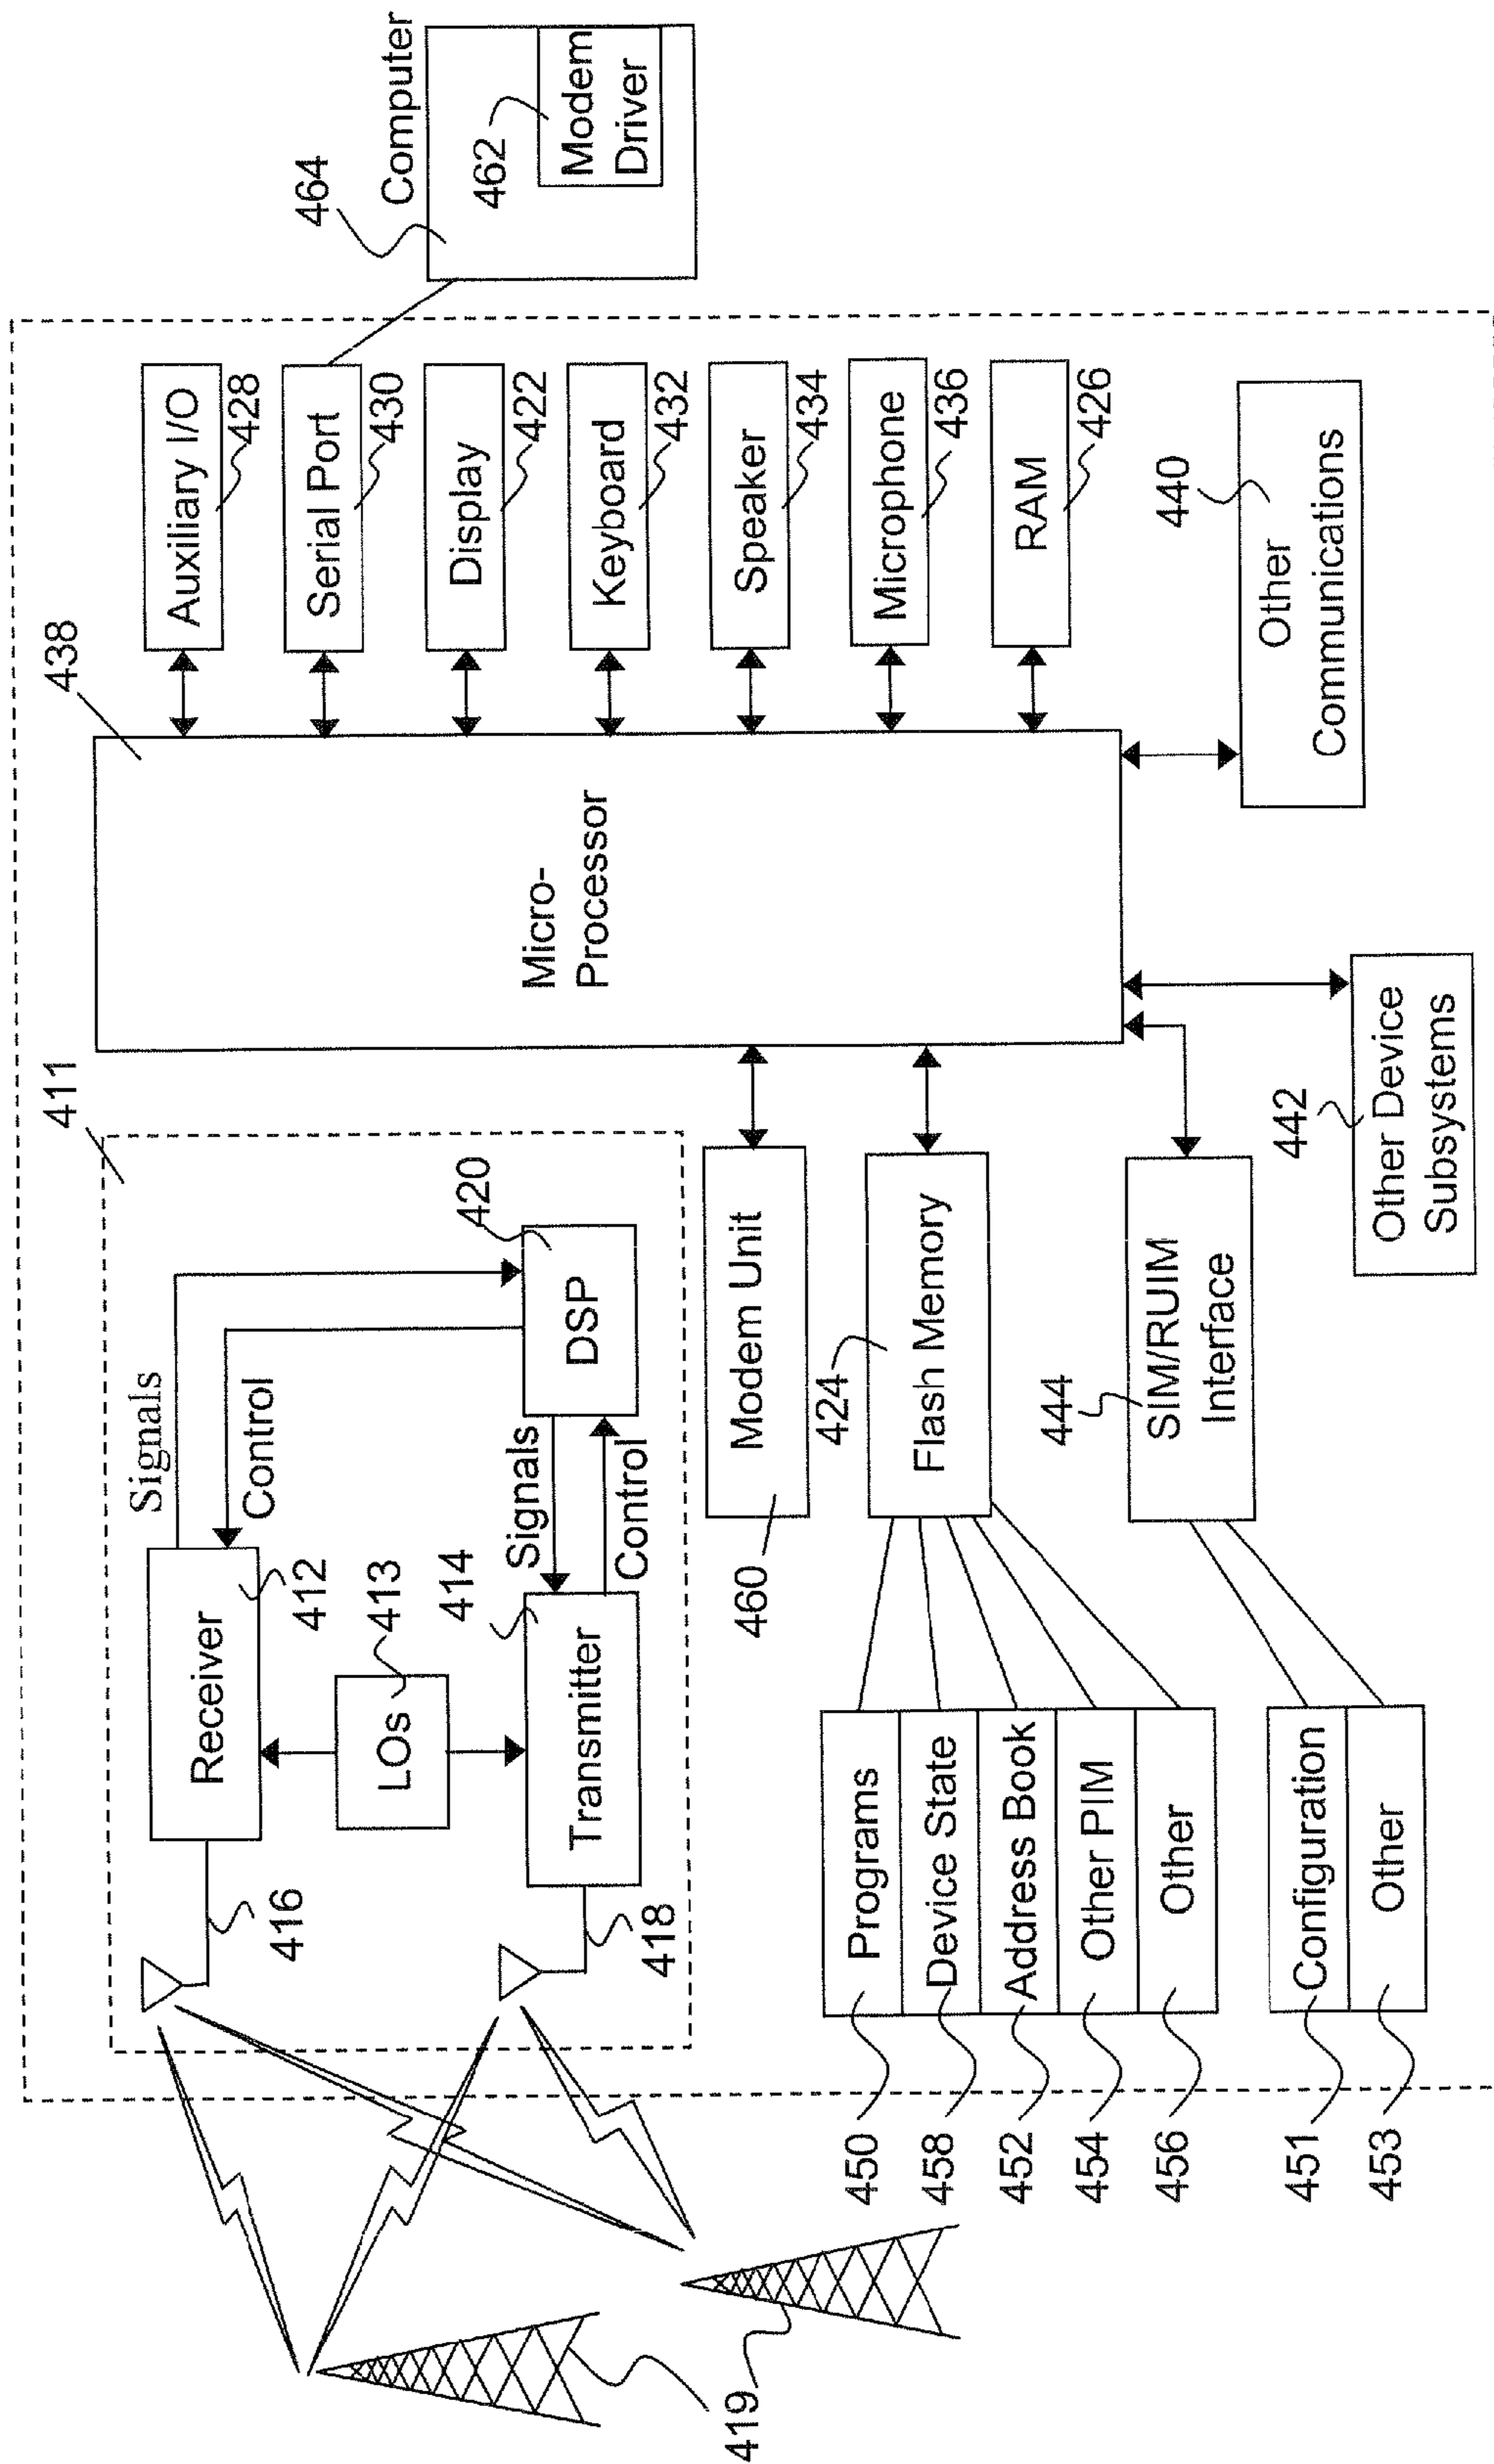 411
438
464
Computer
462
Modem
Driver
Signals
Control
Receiver
412
416
LOs
413
420
DSP
Signals
Control
414
Transmitter
418
419
Micro-
Processor
Auxiliary I/O
428
Serial Port
430
Display
422
Keyboard
432
Speaker
434
Microphone
436
RAM
426
Other
Communications
440
Modem Unit
460
424
Flash Memory
444
SIM/RUIM
Interface
442
Other Device
Subsystems
450
Programs
458
Device State
452
Address Book
454
Other PIM
456
Other
451
Configuration
453
Other